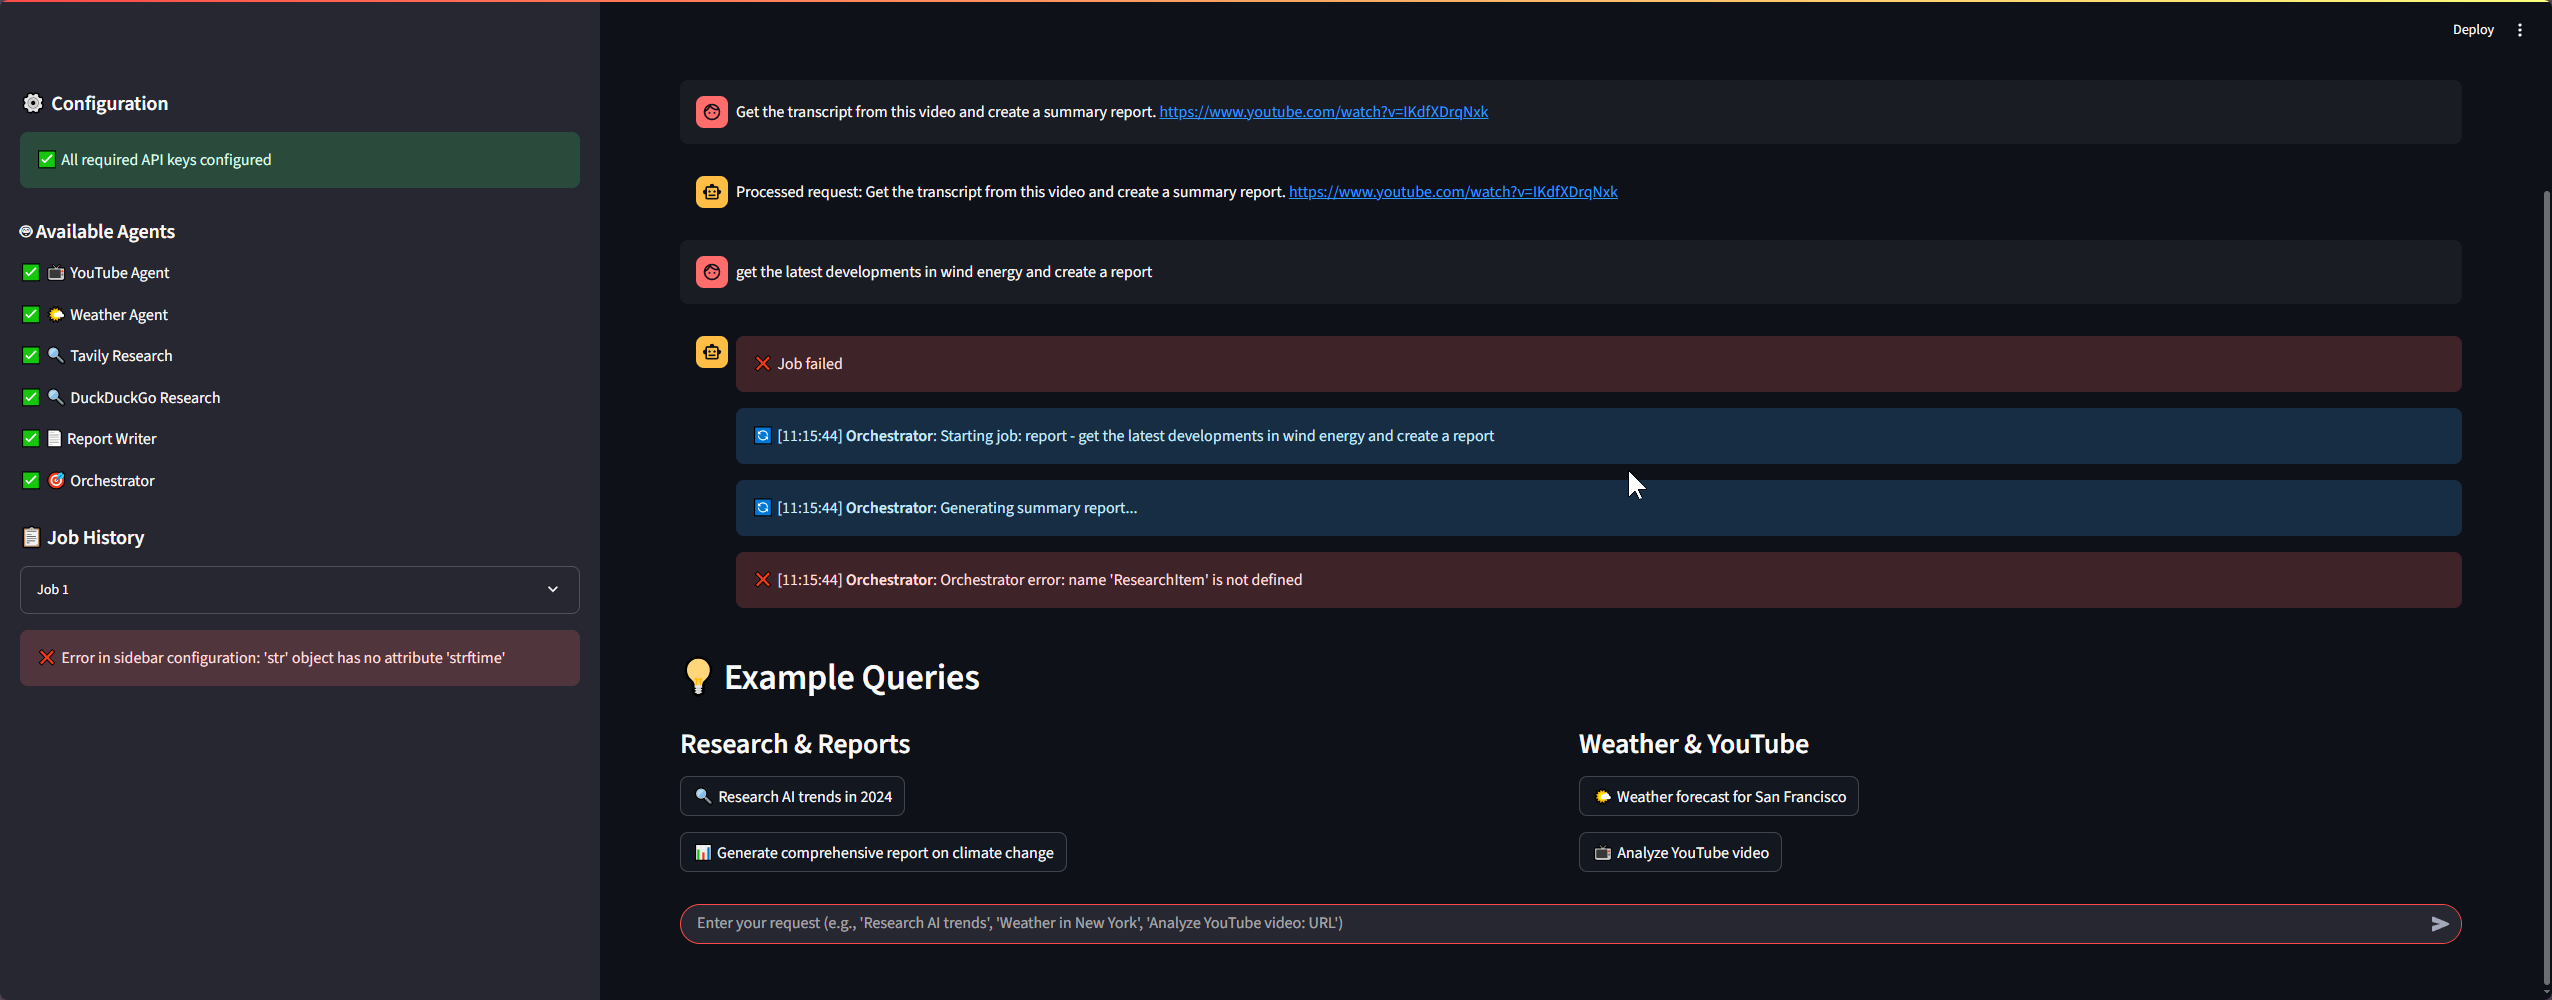 Deploy
Configuration
All required API keys configured
Available Agents
YouTube Agent
Weather Agent
Tavily Research
DuckDuckGo Research
Report Writer
Orchestrator
Job History
Job 1
Error in sidebar configuration: 'str' object has no attribute 'strftime'
Get the transcript from this video and create a summary report. https://www.youtube.com/watch?v=IKdfXDrqNxk
Processed request: Get the transcript from this video and create a summary report. https://www.youtube.com/watch?v=IKdfXDrqNxk
get the latest developments in wind energy and create a report
Job failed
[11:15:44] Orchestrator: Starting job: report - get the latest developments in wind energy and create a report
[11:15:44] Orchestrator: Generating summary report...
[11:15:44] Orchestrator: Orchestrator error: name 'ResearchItem' is not defined
Example Queries
Research & Reports
Research AI trends in 2024
Generate comprehensive report on climate change
Weather & YouTube
Weather forecast for San Francisco
Analyze YouTube video
Enter your request (e.g., 'Research AI trends', 'Weather in New York', 'Analyze YouTube video: URL')